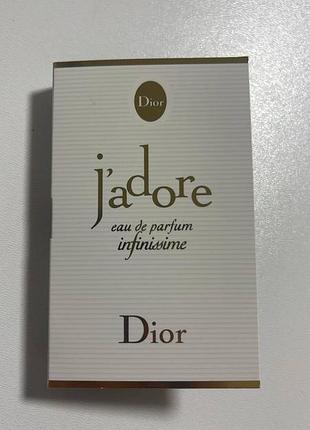 Dior
j'adore
eau de parfum
infinissime
Dior